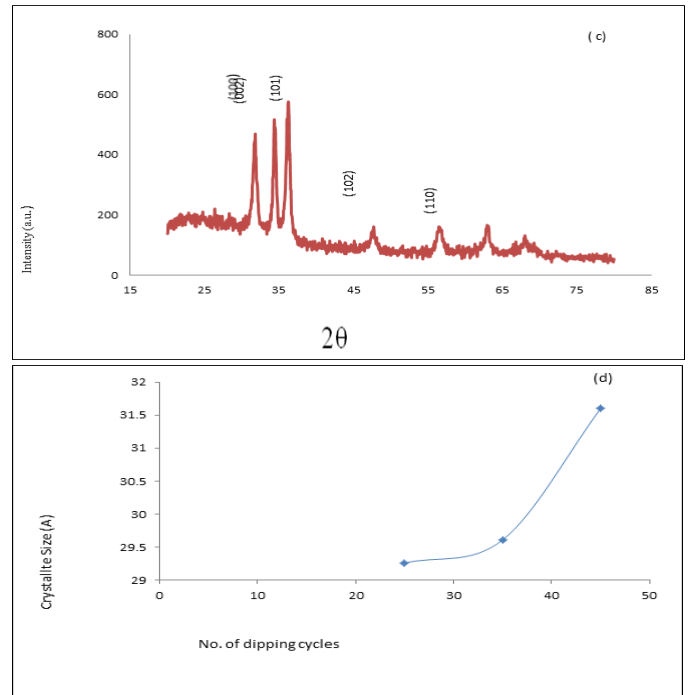 800
( c)
600
(100)
(002)
(101)
400
(102)
(110)
200
0
Intensity (a.u.)
15 25 35 45 55 65 75 85
2θ
32
(d)
31.5
31
30.5
30
29.5
29
Crystallite Size (A)
0 10 20 30 40 50
No. of dipping cycles